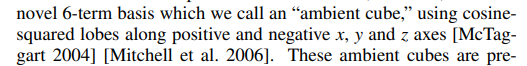 novel 6-term basis which we call an “ambient cube,” using cosine-
squared lobes along positive and negative x, y and z axes [McTag-
gart 2004] [Mitchell et al. 2006]. These ambient cubes are pre-